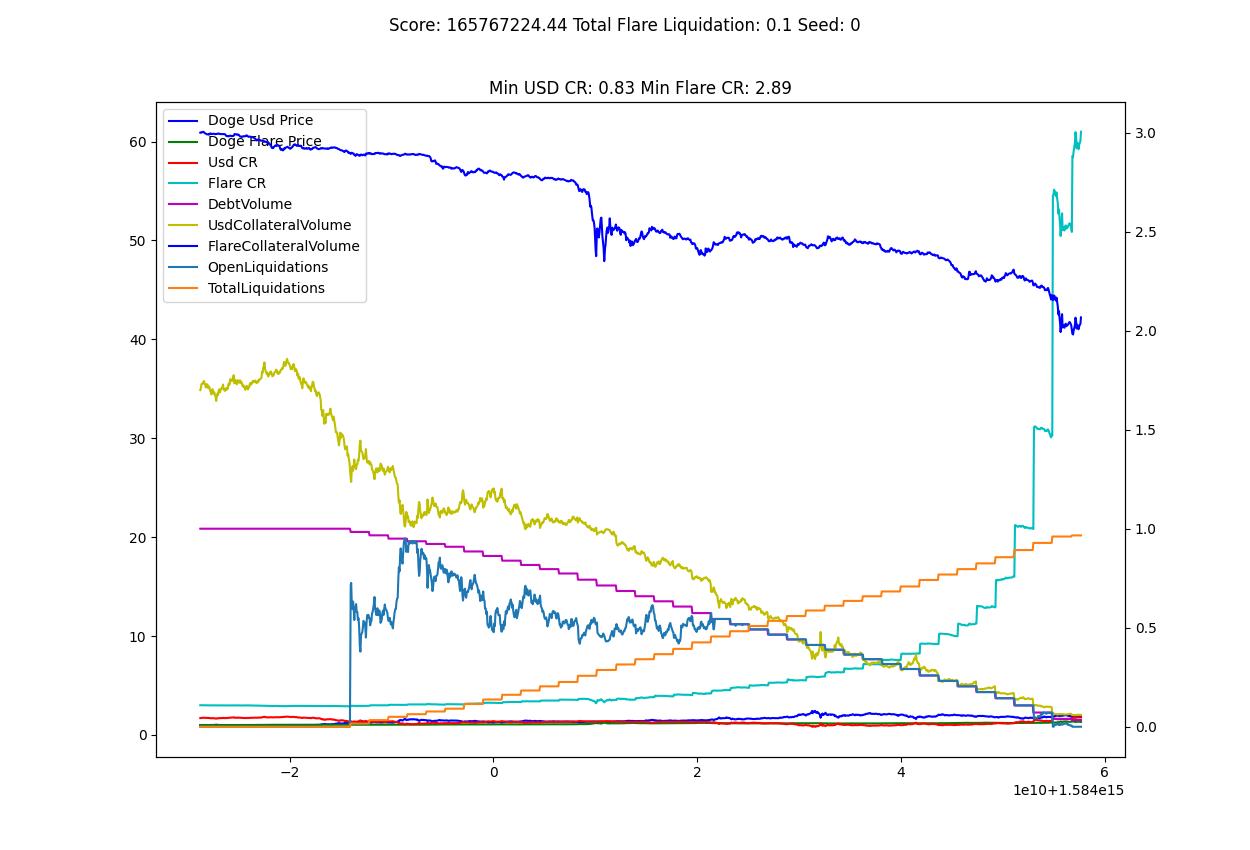 Score: 165767224.44 Total Flare Liquidation: 0.1 Seed: 0
Min USD CR: 0.83 Min Flare CR: 2.89
Doge Usd Price
Doge Flare Price
Usd CR
Flare CR
DebtVolume
UsdCollateralVolume
FlareCollateralVolume
OpenLiquidations
TotalLiquidations
60
50
40
30
20
10
0
3.0
2.5
2.0
1.5
1.0
0.5
0.0
−2
0
2
4
6
1e10+1.584e15